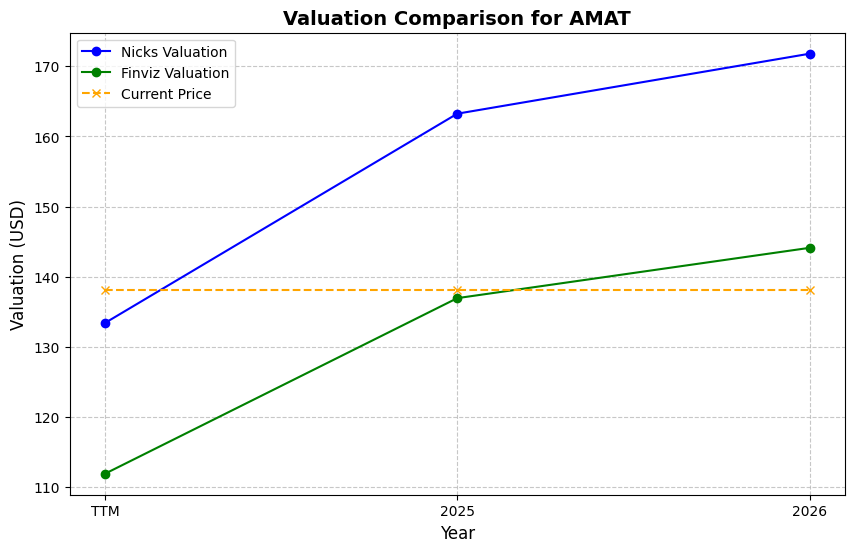 Valuation Comparison for AMAT
Nicks Valuation
Finviz Valuation
Current Price
Valuation (USD)
170
160
150
140
130
120
110
TTM
2025
2026
Year